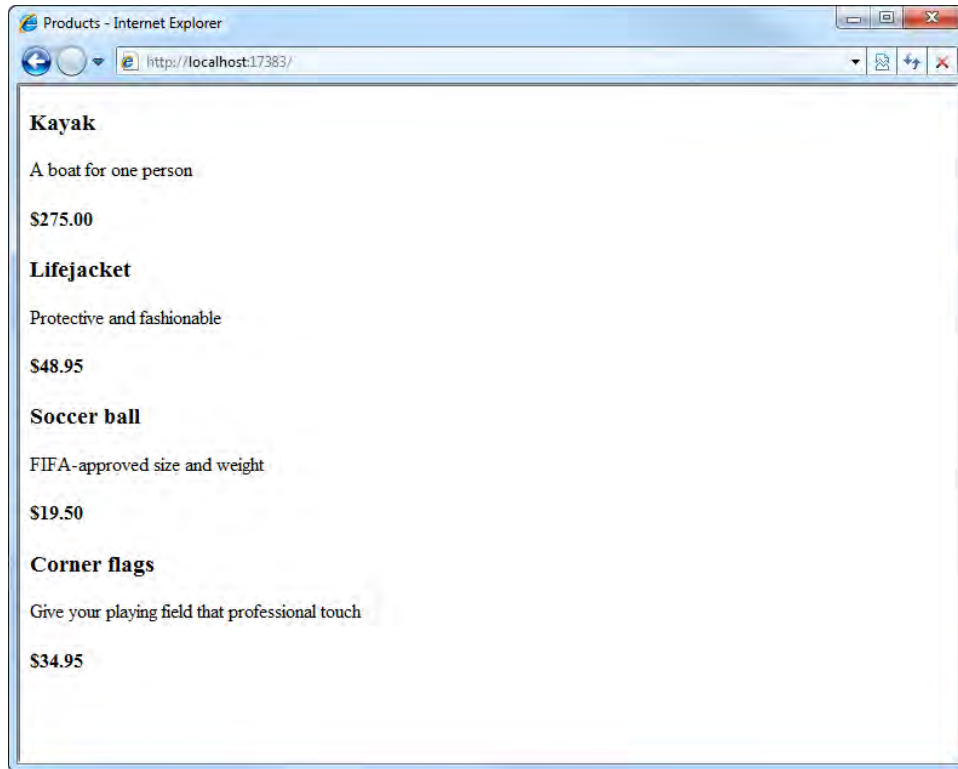 Products - Internet Explorer
http://localhost:17383/
Kayak
A boat for one person
$275.00
Lifejacket
Protective and fashionable
$48.95
Soccer ball
FIFA-approved size and weight
$19.50
Corner flags
Give your playing field that professional touch
$34.95